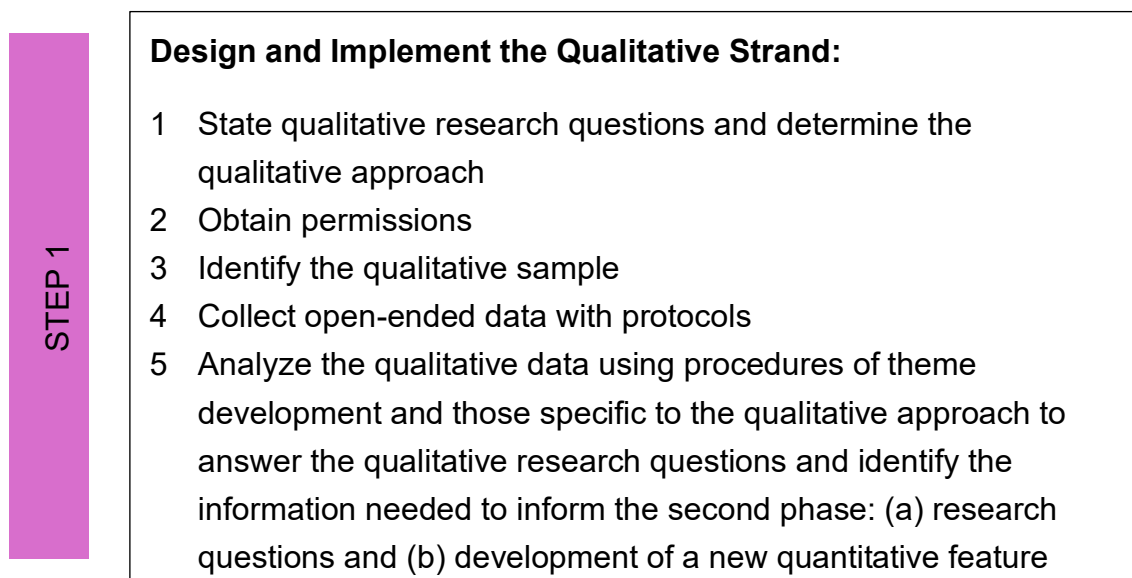 STEP 1
Design and Implement the Qualitative Strand:
1 State qualitative research questions and determine the
qualitative approach
2 Obtain permissions
3 Identify the qualitative sample
4 Collect open-ended data with protocols
5 Analyze the qualitative data using procedures of theme
development and those specific to the qualitative approach to
answer the qualitative research questions and identify the
information needed to inform the second phase: (a) research
questions and (b) development of a new quantitative feature